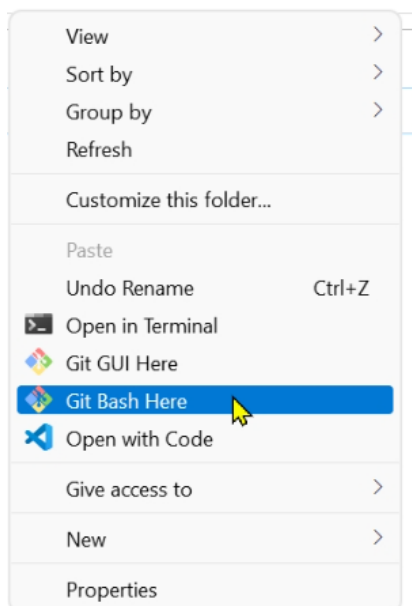 View
Sort by
Group by
Refresh
Customize this folder...
Paste
Undo Rename Ctrl+Z
Open in Terminal
Git GUI Here
Git Bash Here
Open with Code
Give access to
New
Properties